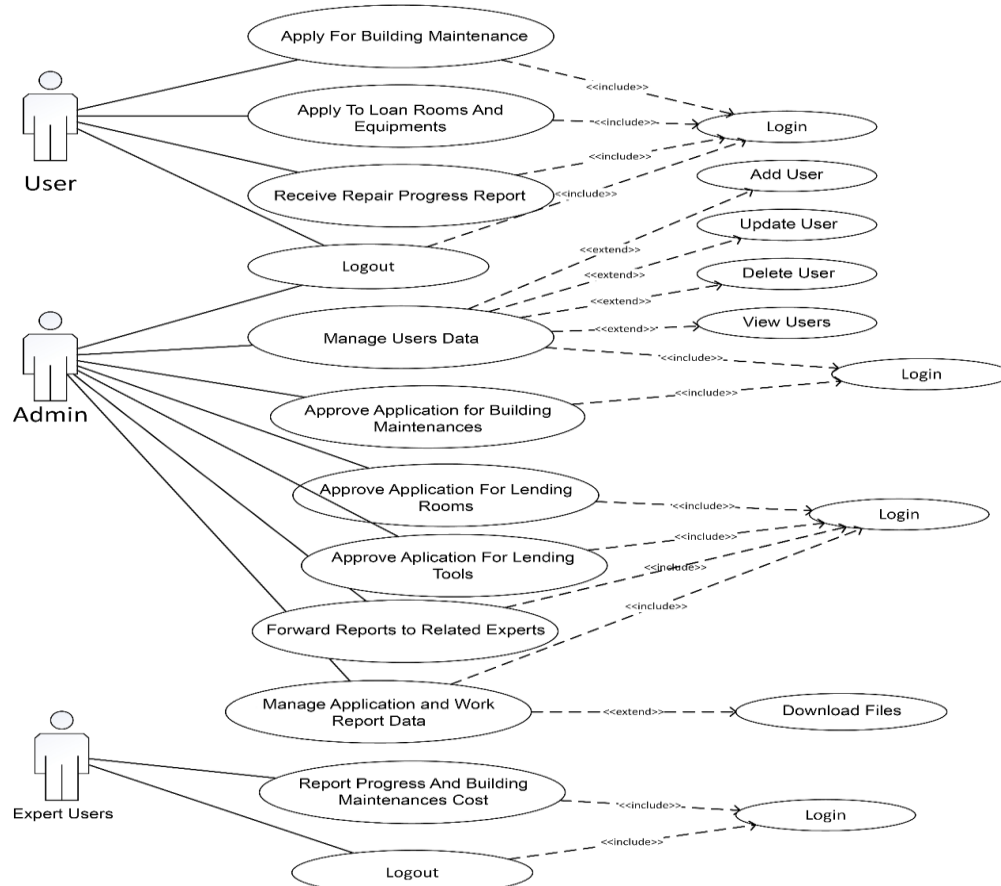 Apply For Building Maintenance
<<include>>
Apply To Loan Rooms And
Equipments
<<include>>
Login
User
<<include>>
Add User
Receive Repair Progress Report
<<include>>
Update User
<<extend>>
Logout
<<extend>>
Delete User
<<extend>>
View Users
<<extend>>
Manage Users Data
<<include>>
Login
Admin
<<include>>
Approve Application for Building
Maintenances
Approve Application For Lending
Rooms
<<include>>
Login
<<include>>
Approve Aplication For Lending
Tools
<<include>>
<<include>>
Forward Reports to Related Experts
Manage Application and Work
Report Data
<<extend>>
Download Files
Report Progress And Building
Maintenances Cost
<<include>>
Login
Expert Users
<<include>>
Logout